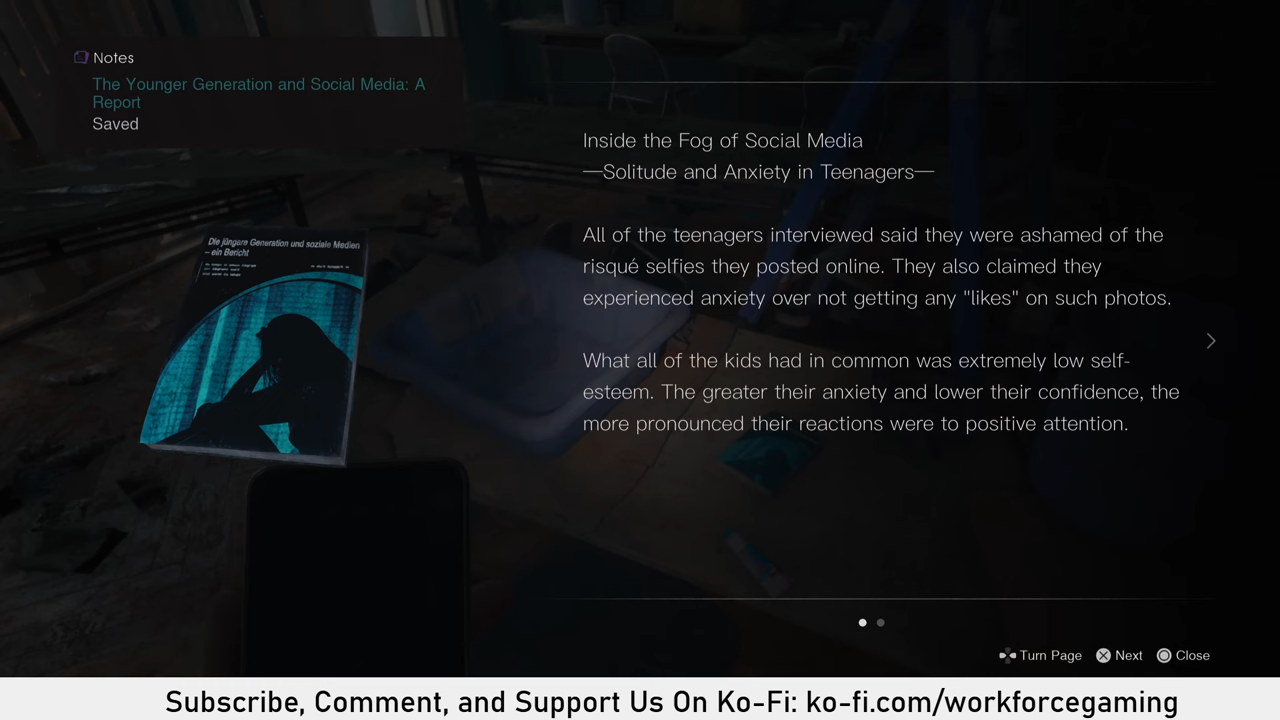 Notes
The Younger Generation and Social Media: A
Report
Saved
Inside the Fog of Social Media
—Solitude and Anxiety in Teenagers—
All of the teenagers interviewed said they were ashamed of the
risqué selfies they posted online. They also claimed they
experienced anxiety over not getting any "likes" on such photos.
What all of the kids had in common was extremely low self-
esteem. The greater their anxiety and lower their confidence, the
more pronounced their reactions were to positive attention.
Die jüngere Generation und soziale Medien
– ein Bericht
Turn Page
Next
Close
Subscribe, Comment, and Support Us On Ko-Fi: ko-fi.com/workforcegaming